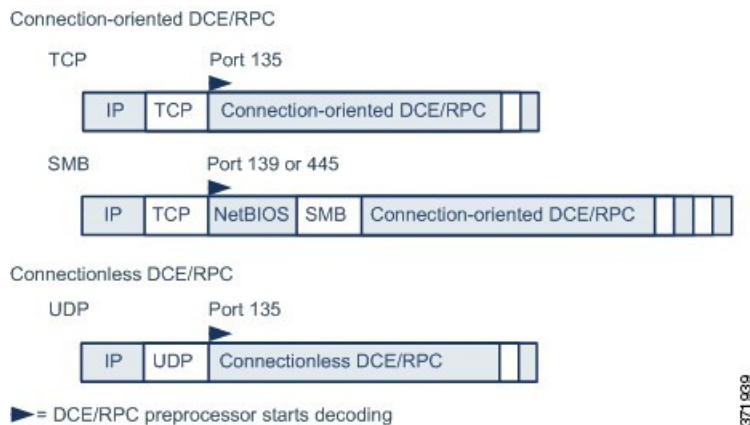 Connection-oriented DCE/RPC
TCP Port 135
IP TCP Connection-oriented DCE/RPC
SMB Port 139 or 445
IP TCP NetBIOS SMB Connection-oriented DCE/RPC
Connectionless DCE/RPC
UDP Port 135
IP UDP Connectionless DCE/RPC
= DCE/RPC preprocessor starts decoding
371939